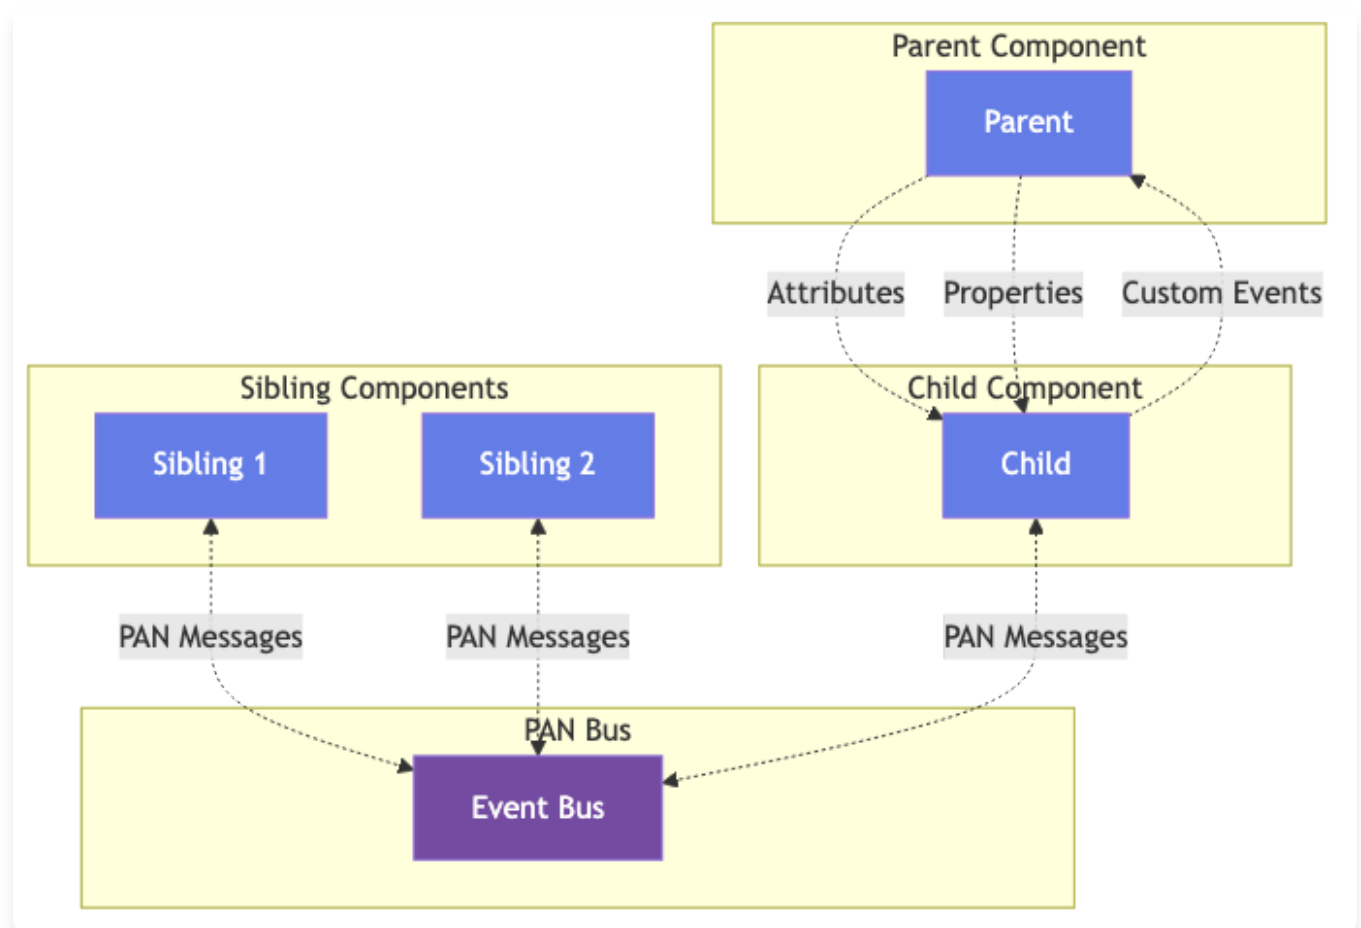 Parent Component
Parent
Attributes
Properties
Custom Events
Sibling Components
Child Component
Sibling 1
Sibling 2
Child
PAN Messages
PAN Messages
PAN Messages
PAN Bus
Event Bus